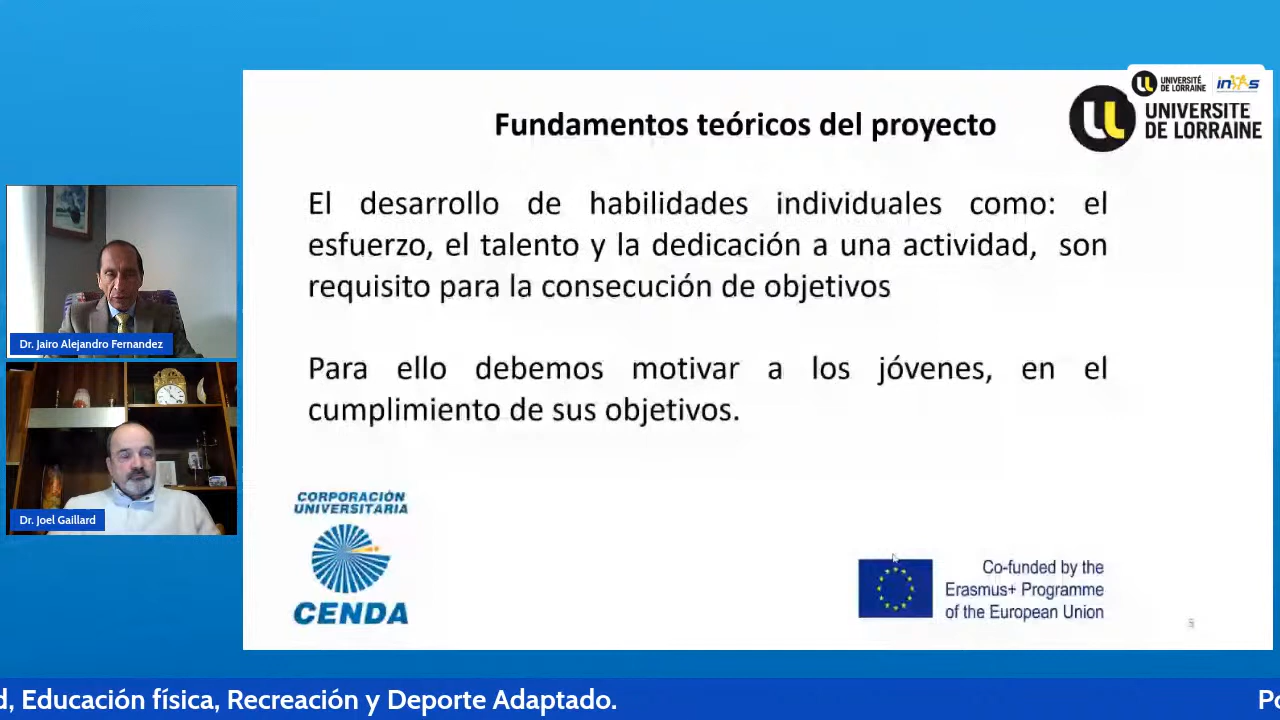 UNIVERSITÉ
DE LORRAINE
UNIVERSITE
DE LORRAINE
Fundamentos teóricos del proyecto
El desarrollo de habilidades individuales como: el
esfuerzo, el talento y la dedicación a una actividad, son
requisito para la consecución de objetivos
Para ello debemos motivar a los jóvenes, en el
cumplimiento de sus objetivos.
Dr. Jairo Alejandro Fernandez
Dr. Joel Gaillard
CORPORACIÓN
UNIVERSITARIA
CENDA
Co-funded by the
Erasmus+ Programme
of the European Union
5
d, Educación física, Recreación y Deporte Adaptado.
Po